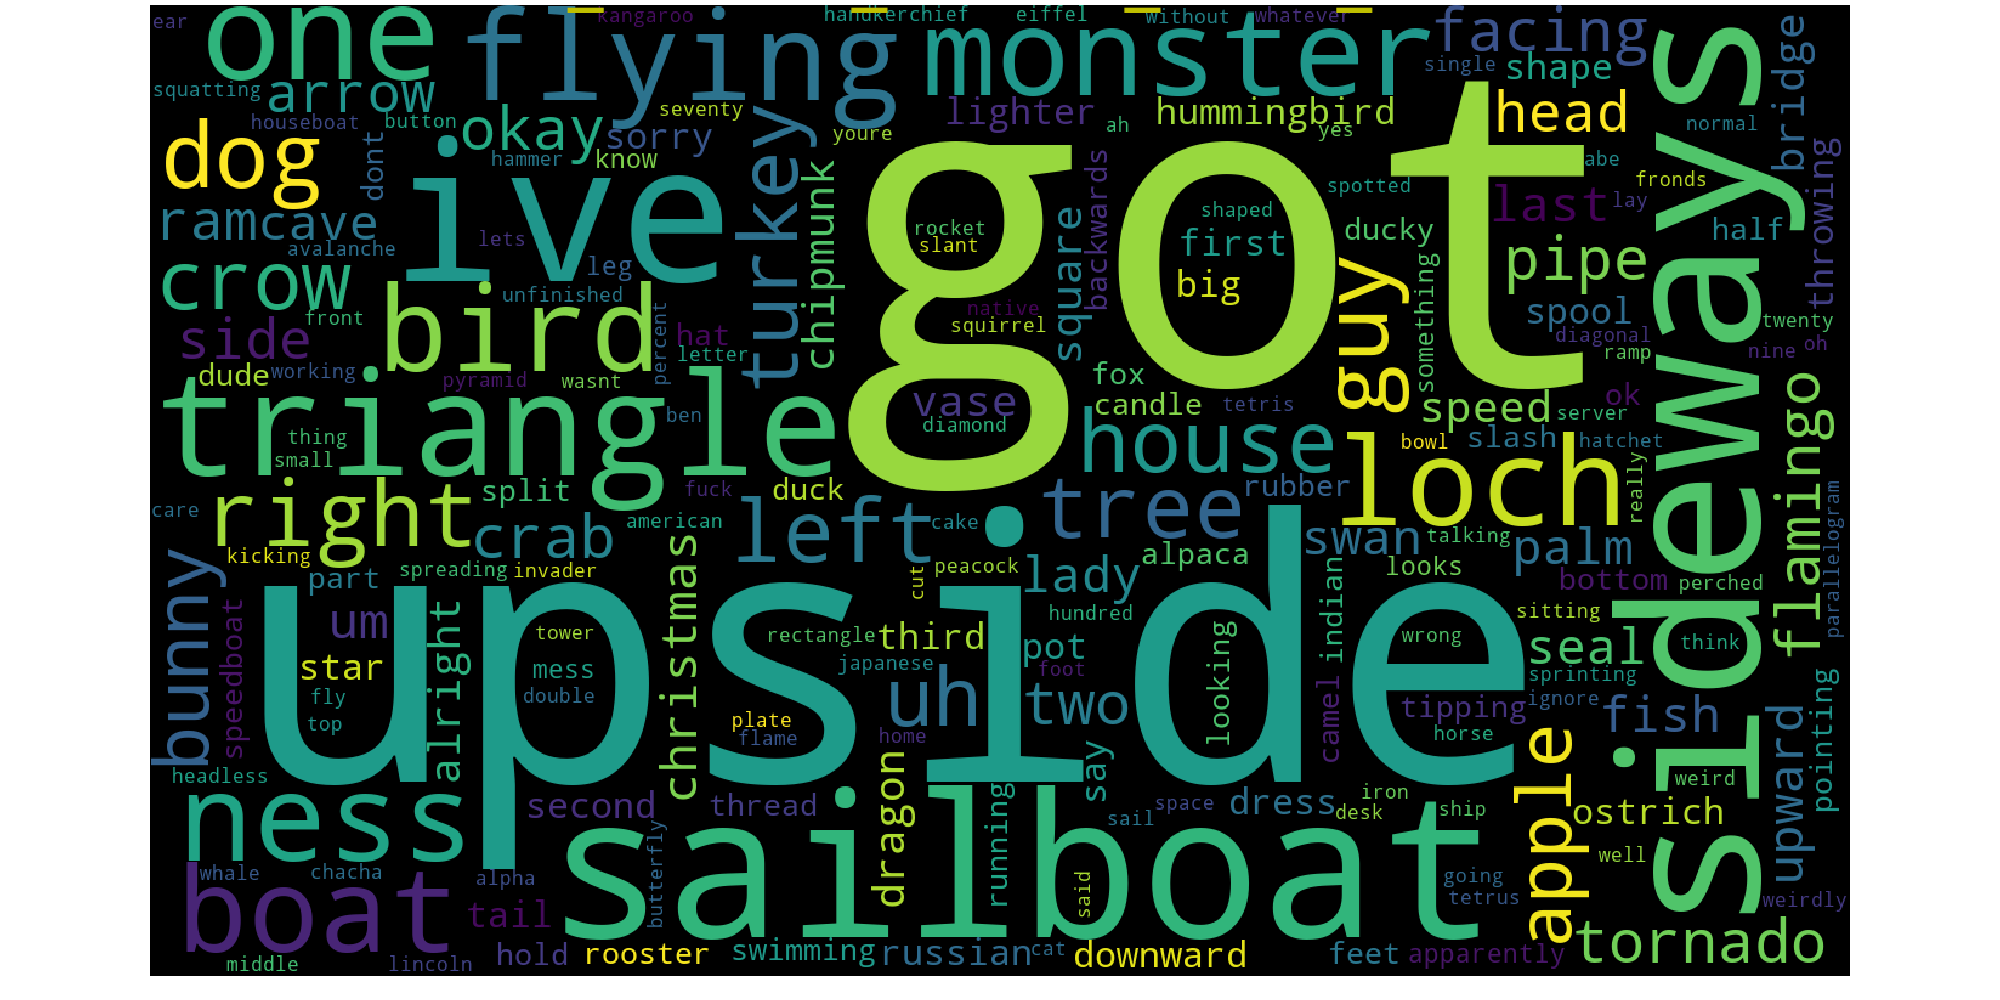 ear
kangaroo
handkerchief
eiffel
without
whatever
one
flying
monster
facing
sideways
bridge
squatting
arrow
single
shape
houseboat
button
okay
seventy
sorry
lighter
hummingbird
head
normal
dog
dont
hammer
know
youre
ah
yes
got
turkey
chipmunk
backwards
abe
throwing
ive
spotted
fronds
ramcave
avalanche
lets
leg
rocket
slant
shaped
first
square
ducky
last
lay
half
crow
unfinished
big
guy
something
pipe
bird
front
native
squirrel
spool
diagonal
twenty
side
hat
letter
percent
ramp
nine
oh
dude
working
pyramid
wasnt
fox
candle
tetris
vase
diamond
speed
server
ok
flamingo
triangle
ben
thing
small
house
loch
bowl
slash
hatchet
really
right
split
fuck
duck
tree
rubber
care
crab
american
left
cake
swan
talking
palm
parallelogram
kicking
bunny
part
spreading
invader
christmas
cut
peacock
lady
alpaca
looks
bottom
perched
upside
speedboat
um
alright
tower
hundred
indian
sitting
star
mess
rectangle
third
pot
looking
wrong
seal
think
fly
double
japanese
foot
camel
sprinting
top
plate
flame
uh
two
tipping
ignore
fish
upward
pointing
home
horse
headless
dragon
say
apple
weird
ness
second
thread
running
space
dress
iron
desk
ship
ostrich
sailboat
sail
well
boat
whale
chacha
alpha
butterfly
said
going
tetrus
weirdly
tail
tornado
middle
lincoln
hold
rooster
swimming
russian
cat
downward
feet
apparently